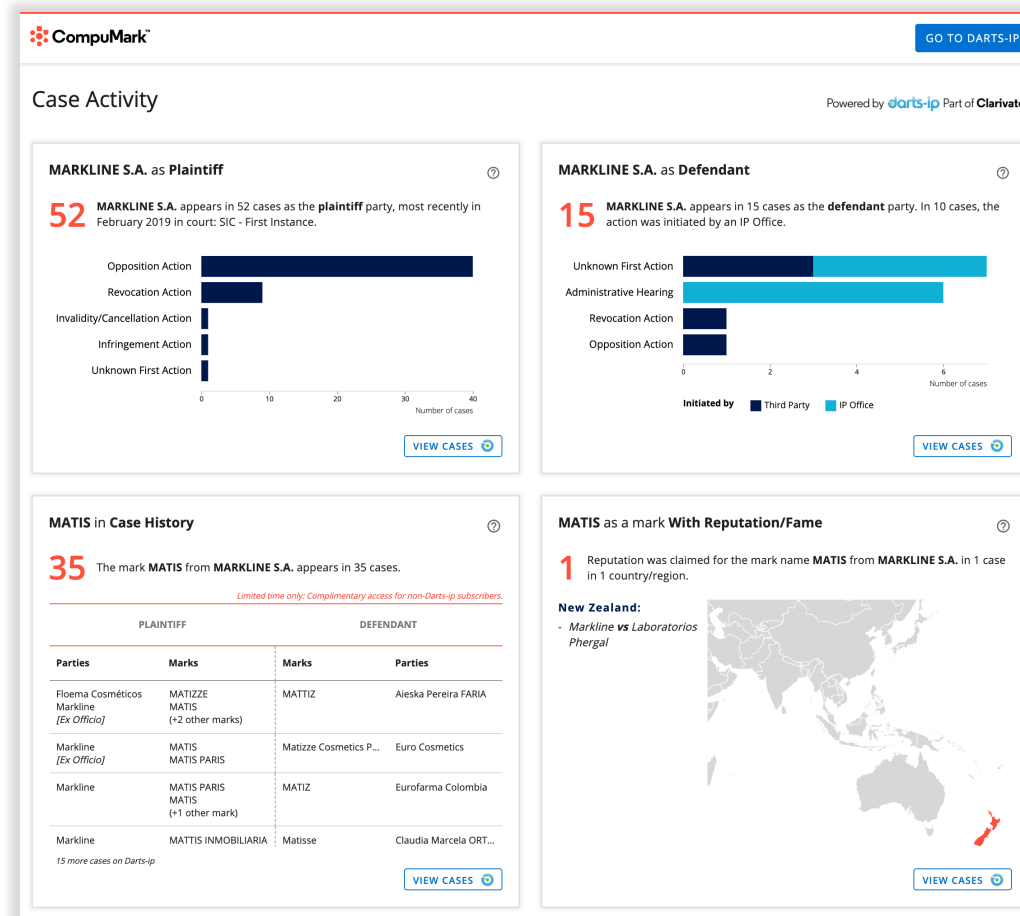 CompuMark™
GO TO DARTS-IP
Case Activity
Powered by darts-ip Part of Clarivate
MARKLINE S.A. as Plaintiff
52
MARKLINE S.A. appears in 52 cases as the plaintiff party, most recently in
February 2019 in court: SIC - First Instance.
Opposition Action
Revocation Action
Invalidity/Cancellation Action
Infringement Action
Unknown First Action
0 10 20 30 40
Number of cases
VIEW CASES
MARKLINE S.A. as Defendant
15
MARKLINE S.A. appears in 15 cases as the defendant party. In 10 cases, the
action was initiated by an IP Office.
Unknown First Action
Administrative Hearing
Revocation Action
Opposition Action
0 2 4 6
Number of cases
Initiated by Third Party IP Office
VIEW CASES
MATIS in Case History
35
The mark MATIS from MARKLINE S.A. appears in 35 cases.
Limited time only: Complimentary access for non-Darts-ip subscribers.
PLAINTIFF DEFENDANT
Parties Marks Marks Parties
Floema Cosméticos MATIZZE MATTIZ Aieska Pereira FARIA
Markline MATIS
[Ex Officio] (+2 other marks)
Markline MATIS Matizze Cosmetics P... Euro Cosmetics
[Ex Officio] MATIS PARIS
Markline MATIS PARIS MATIZ Eurofarma Colombia
MATIS
(+1 other mark)
Markline MATTIS INMOBILIARIA Matisse Claudia Marcela ORT...
15 more cases on Darts-ip
VIEW CASES
MATIS as a mark With Reputation/Fame
1
Reputation was claimed for the mark name MATIS from MARKLINE S.A. in 1 case
in 1 country/region.
New Zealand:
- Markline vs Laboratorios
Phergal
VIEW CASES